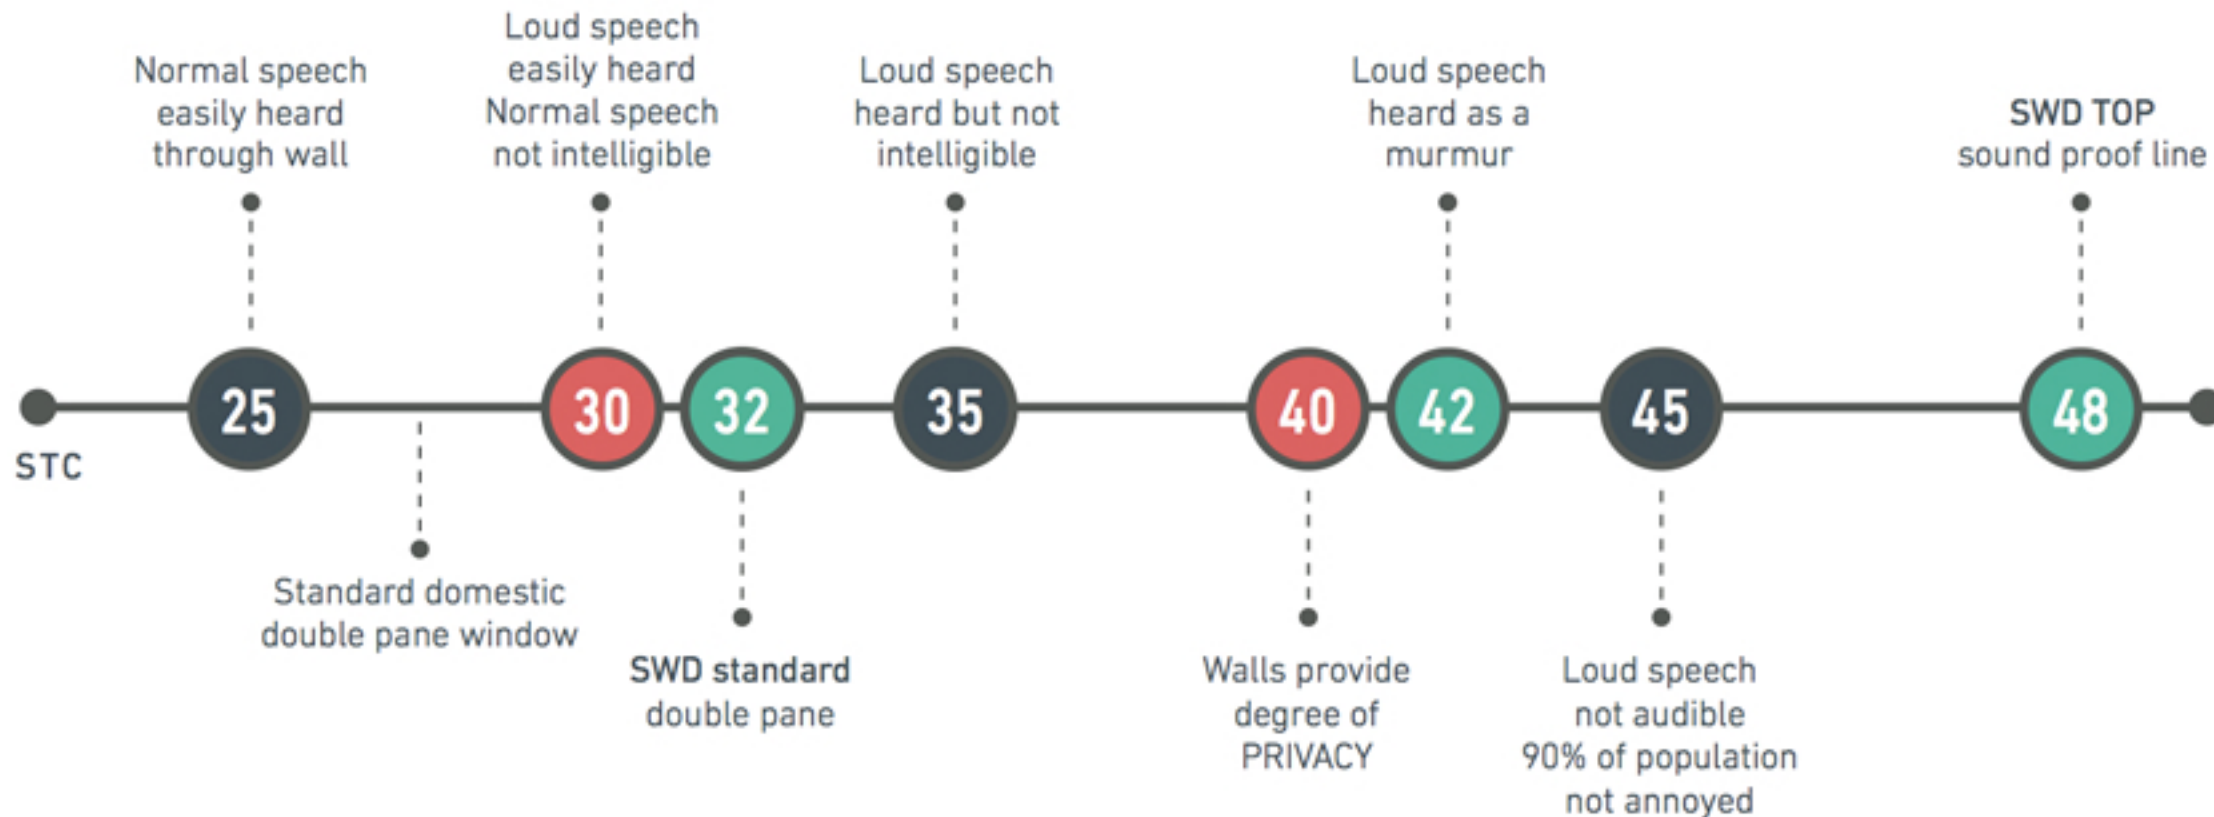 Normal speech
easily heard
through wall
Loud speech
easily heard
Normal speech
not intelligible
Loud speech
heard but not
intelligible
Loud speech
heard as a
murmur
SWD TOP
sound proof line
25
30
32
35
40
42
45
48
STC
Standard domestic
double pane window
SWD standard
double pane
Walls provide
degree of
PRIVACY
Loud speech
not audible
90% of population
not annoyed